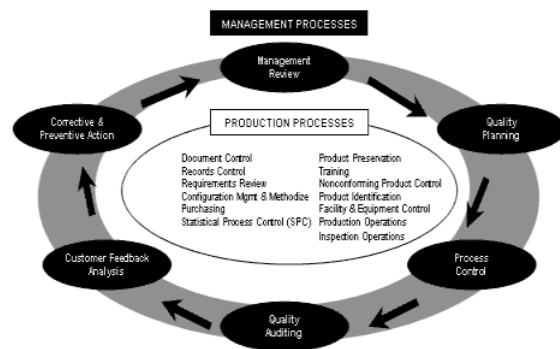 MANAGEMENT PROCESSES
Management
Review
Corrective &
Preventive Action
Quality
Planning
PRODUCTION PROCESSES
Document Control
Records Control
Requirements Review
Configuration Mgmt & Methodize
Purchasing
Statistical Process Control (SPC)
Product Preservation
Training
Nonconforming Product Control
Product Identification
Facility & Equipment Control
Production Operations
Inspection Operations
Customer Feedback
Analysis
Process
Control
Quality
Auditing